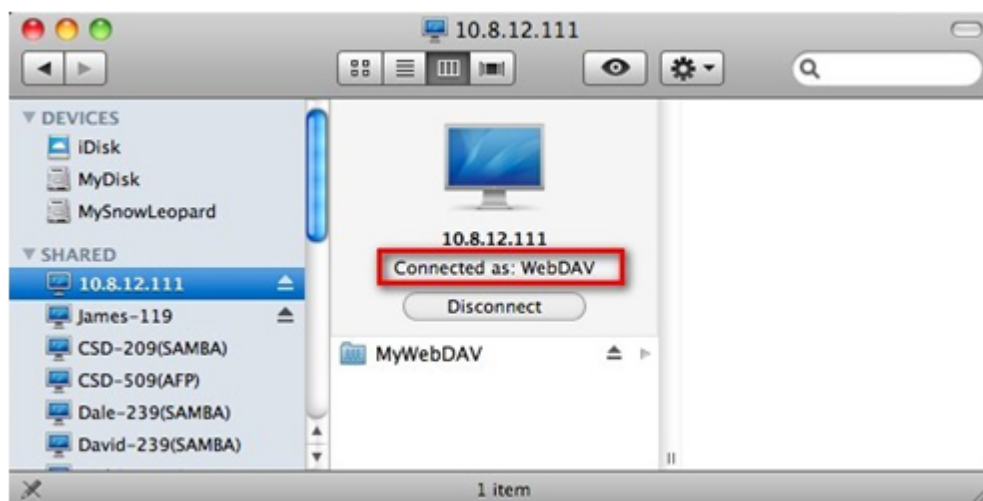 10.8.12.111
DEVICES
iDisk
MyDisk
MySnowLeopard
SHARED
10.8.12.111
James-119
CSD-209(SAMBA)
CSD-509(AFP)
Dale-239(SAMBA)
David-239(SAMBA)
10.8.12.111
Connected as: WebDAV
Disconnect
MyWebDAV
1 item